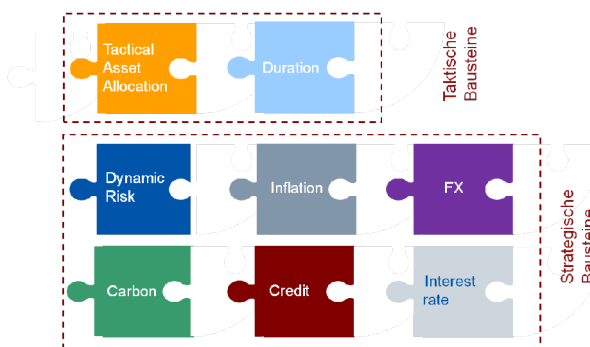 Tactical
Asset
Allocation
Duration
Taktische
Bausteine
Dynamic
Risk
Inflation
FX
Carbon
Credit
Interest
rate
Strategische
Bausteine